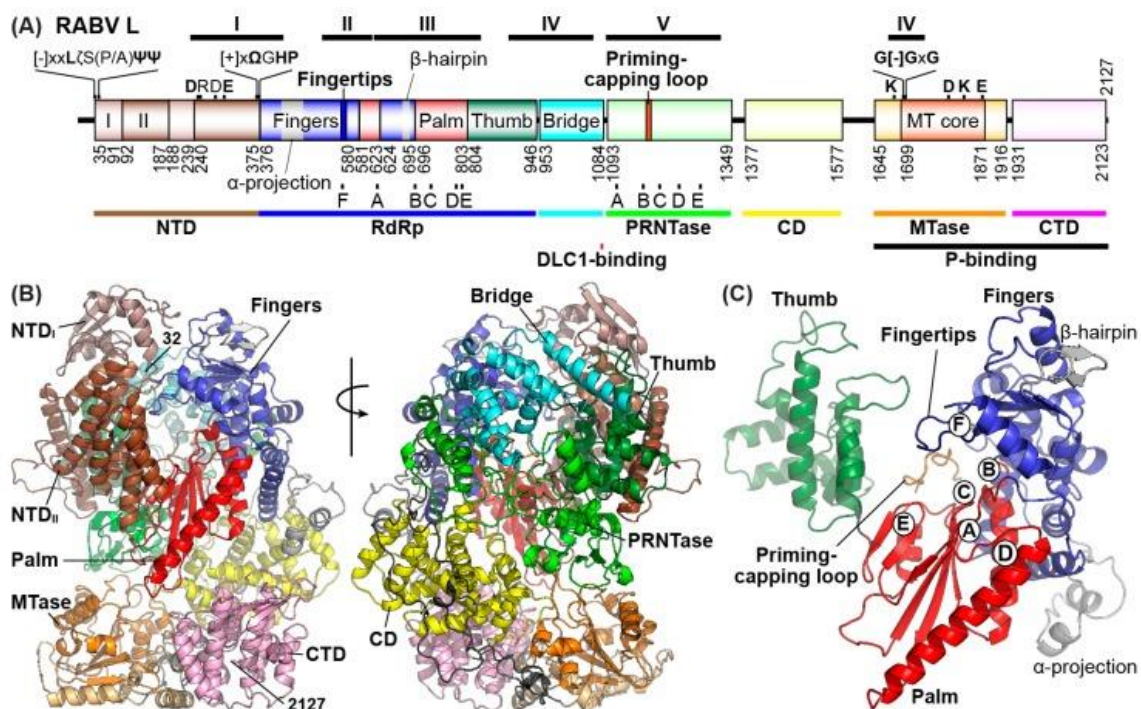 (A) RABV L
I II III IV V IV
[-]xxLζS(P/A)ΨΨ [+]xΩGHP β-hairpin Priming-
capping loop G[-]GxG
Fingertips
DRDE K D K E 2127
I II Fingers Palm Thumb Bridge MT core
35 91 92 187 188 239 240 375 376 580 581 623 624 695 696 803 804 946 953 1084 1093 1349 1377 1577 1645 1699 1871 1916 1931 2123
α-projection
F A B C D E A B C D E
NTD RdRp PRNTase CD MTase CTD
DLC1-binding P-binding
(B)
Fingers
NTDI
32
NTDII
Palm
MTase
CTD
2127
Bridge
Thumb
PRNTase
CD
(C)
Thumb
Fingers
Fingertips
β-hairpin
F
B
C
E
A
D
Priming-
capping loop
α-projection
Palm